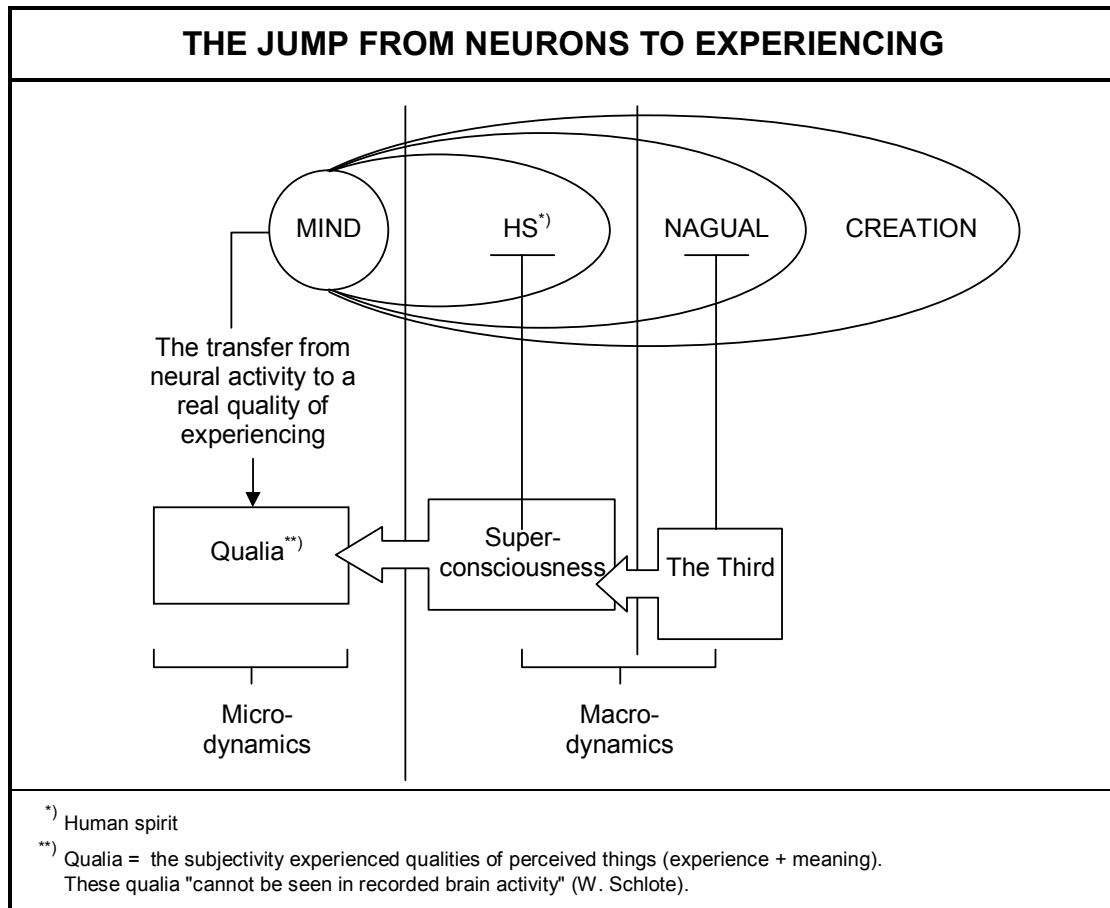 THE JUMP FROM NEURONS TO EXPERIENCING
MIND
HS*)
NAGUAL
CREATION
The transfer from
neural activity to a
real quality of
experiencing
Qualia**)
Super-
consciousness
The Third
Micro-
dynamics
Macro-
dynamics
*) Human spirit
**) Qualia = the subjectivity experienced qualities of perceived things (experience + meaning).
These qualia "cannot be seen in recorded brain activity" (W. Schlote).